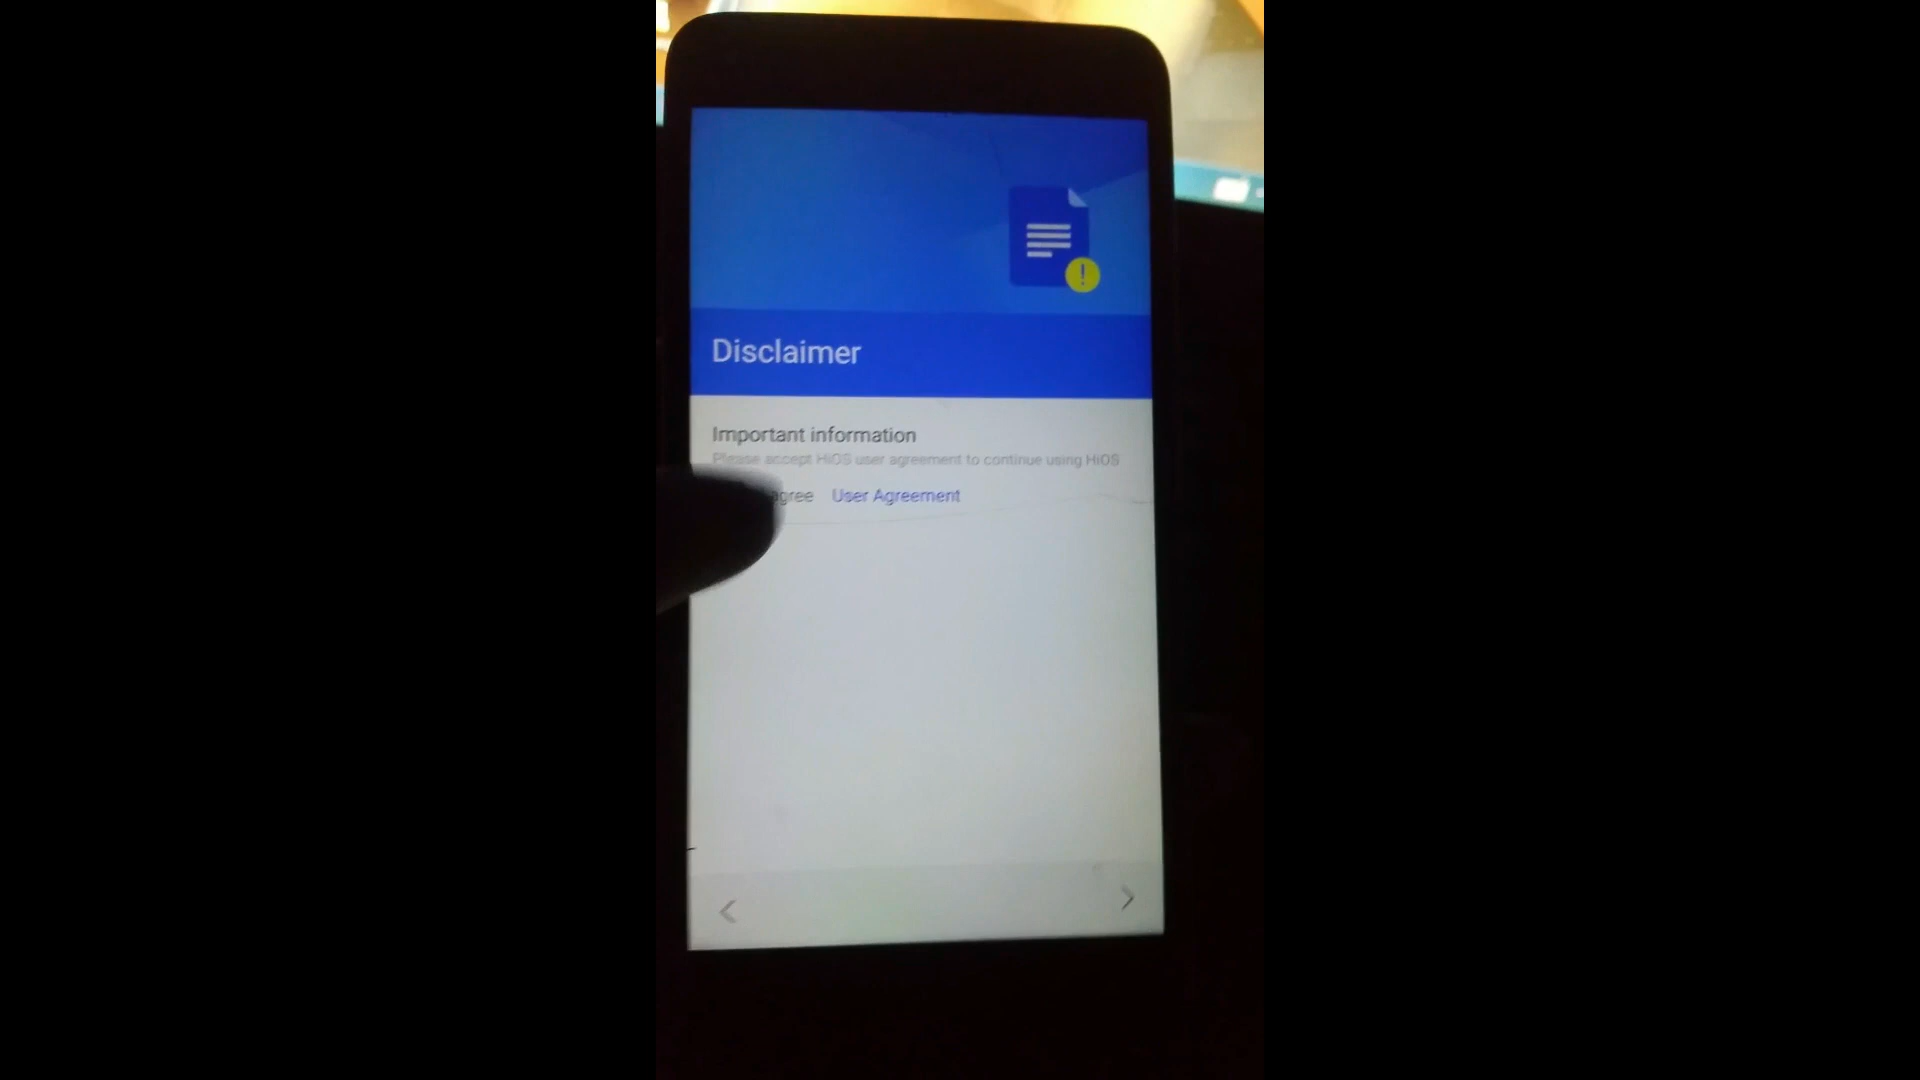 Disclaimer
Important information
Please accept HiOS user agreement to continue using HiOS
agree User Agreement